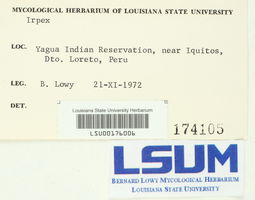 MYCOLOGICAL HERBARIUM OF LOUISIANA STATE UNIVERSITY
Irpex
LOC. Yagua Indian Reservation, near Iquitos,
Dto. Loreto, Peru
LEG. B. Lowy 21-XI-1972
DET.
Louisiana State University Herbarium
LSU00176006
174105
LSUM
BERNARD LOWY MYCOLOGICAL HERBARIUM
LOUISIANA STATE UNIVERSITY